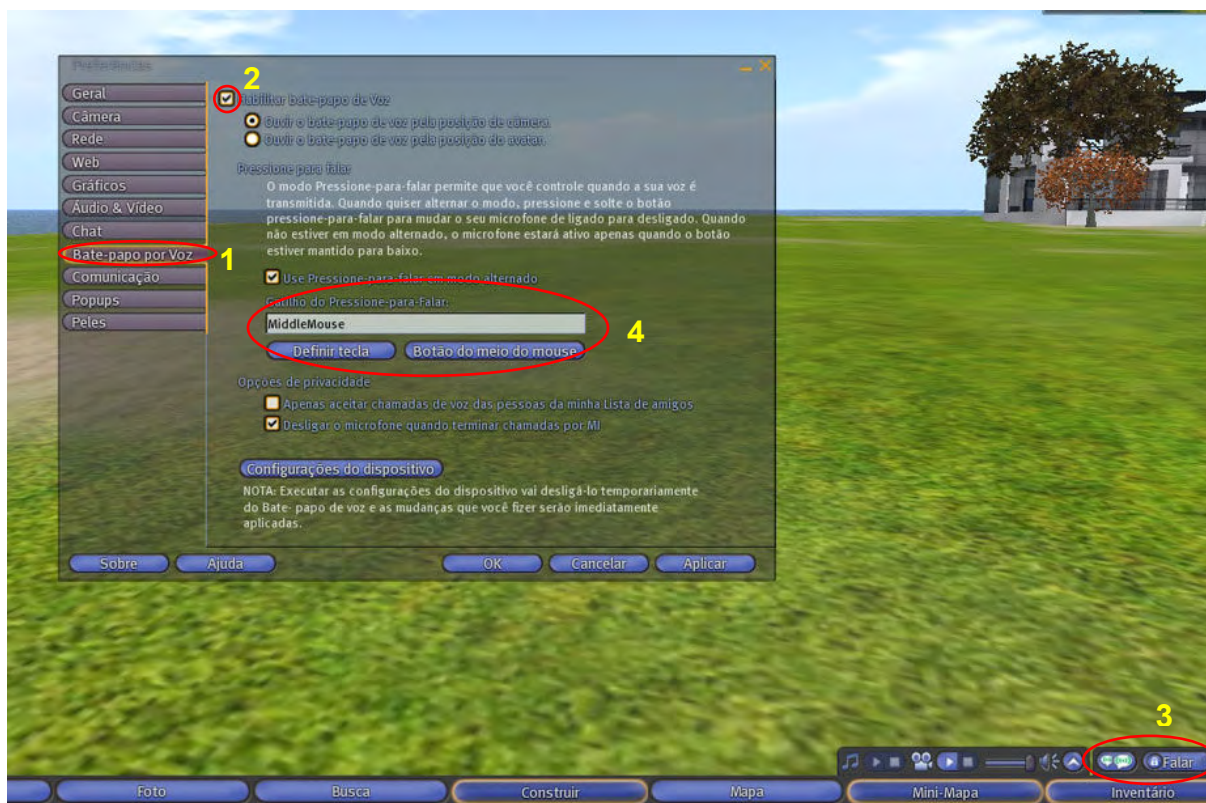 Preferências
2
Geral
Câmera
Rede
Web
Gráficos
Áudio & Vídeo
Chat
Bate-papo por Voz
1
Comunicação
Popups
Peles
Habilitar bate-papo de Voz
Ouvir o bate-papo de voz pela posição de câmera.
Ouvir o bate-papo de voz pela posição do avatar.
Pressione para falar
O modo Pressione-para-falar permite que você controle quando a sua voz é
transmitida. Quando quiser alternar o modo, pressione e solte o botão
pressione-para-falar para mudar o seu microfone de ligado para desligado. Quando
não estiver em modo alternado, o microfone estará ativo apenas quando o botão
estiver mantido para baixo.
Use Pressione-para-falar em modo alternado
Gatilho do Pressione-para-Falar:
MiddleMouse
4
Definir tecla
Botão do meio do mouse
Opções de privacidade
Apenas aceitar chamadas de voz das pessoas da minha Lista de amigos
Desligar o microfone quando terminar chamadas por MI
Configurações do dispositivo
NOTA: Executar as configurações do dispositivo vai desligá-lo temporariamente
do Bate- papo de voz e as mudanças que você fizer serão imediatamente
aplicadas.
Sobre
Ajuda
OK
Cancelar
Aplicar
3
Falar
Foto
Busca
Construir
Mapa
Mini-Mapa
Inventário